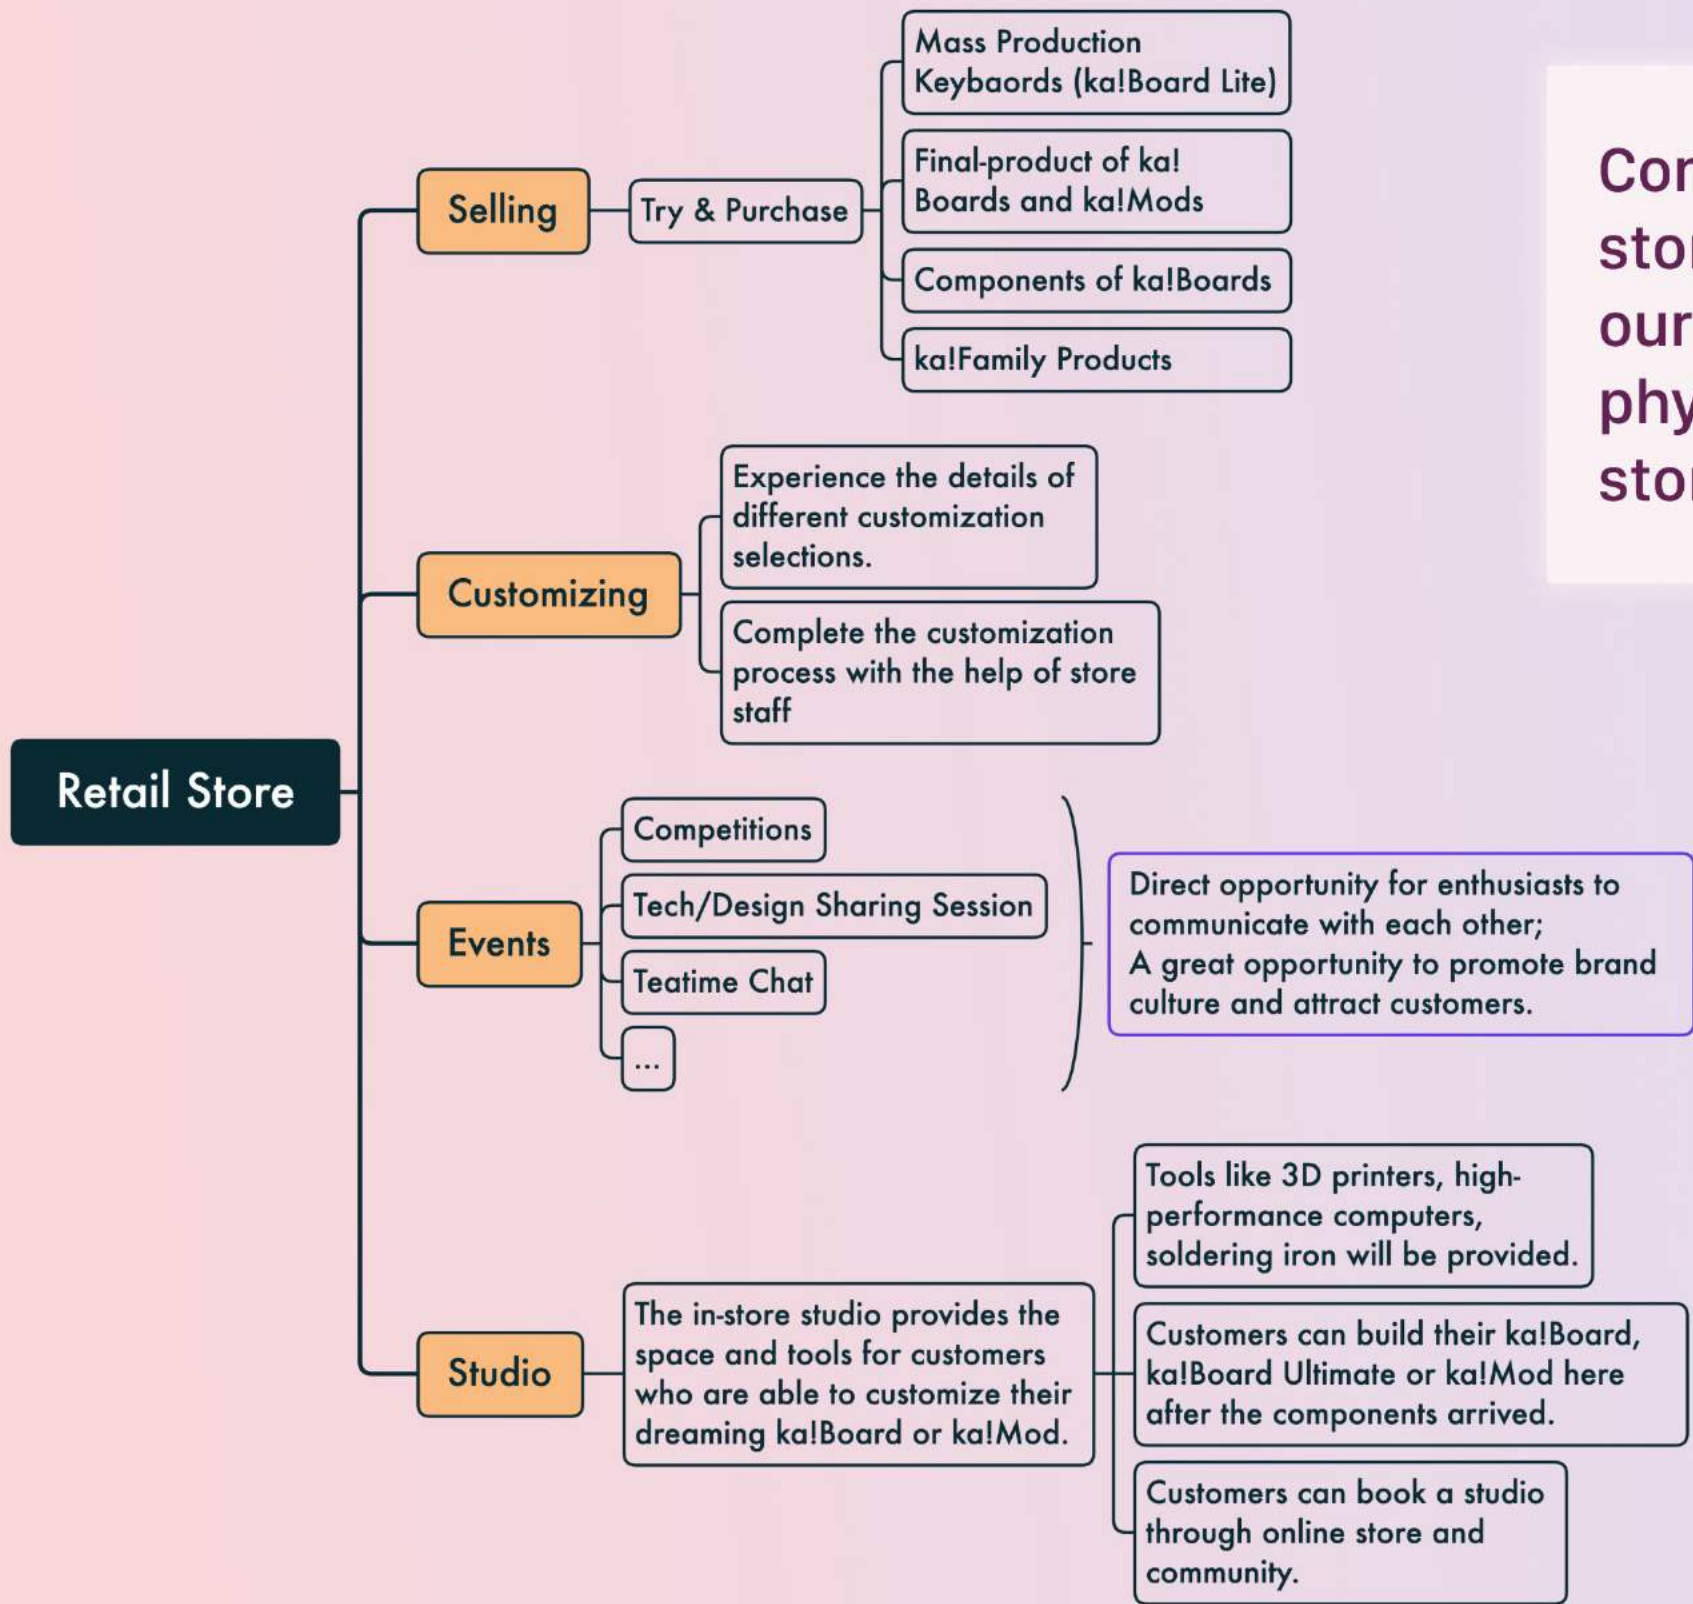 Mass Production
Keybaords (ka!Board Lite)
Final-product of ka!
Boards and ka!Mods
Selling
Try & Purchase
Components of ka!Boards
ka!Family Products
Experience the details of
different customization
selections.
Customizing
Complete the customization
process with the help of store
staff
Retail Store
Competitions
Tech/Design Sharing Session
Events
Teatime Chat
...
Direct opportunity for enthusiasts to
communicate with each other;
A great opportunity to promote brand
culture and attract customers.
Tools like 3D printers, high-
performance computers,
soldering iron will be provided.
Studio
The in-store studio provides the
space and tools for customers
who are able to customize their
dreaming ka!Board or ka!Mod.
Customers can build their ka!Board,
ka!Board Ultimate or ka!Mod here
after the components arrived.
Customers can book a studio
through online store and
community.
our